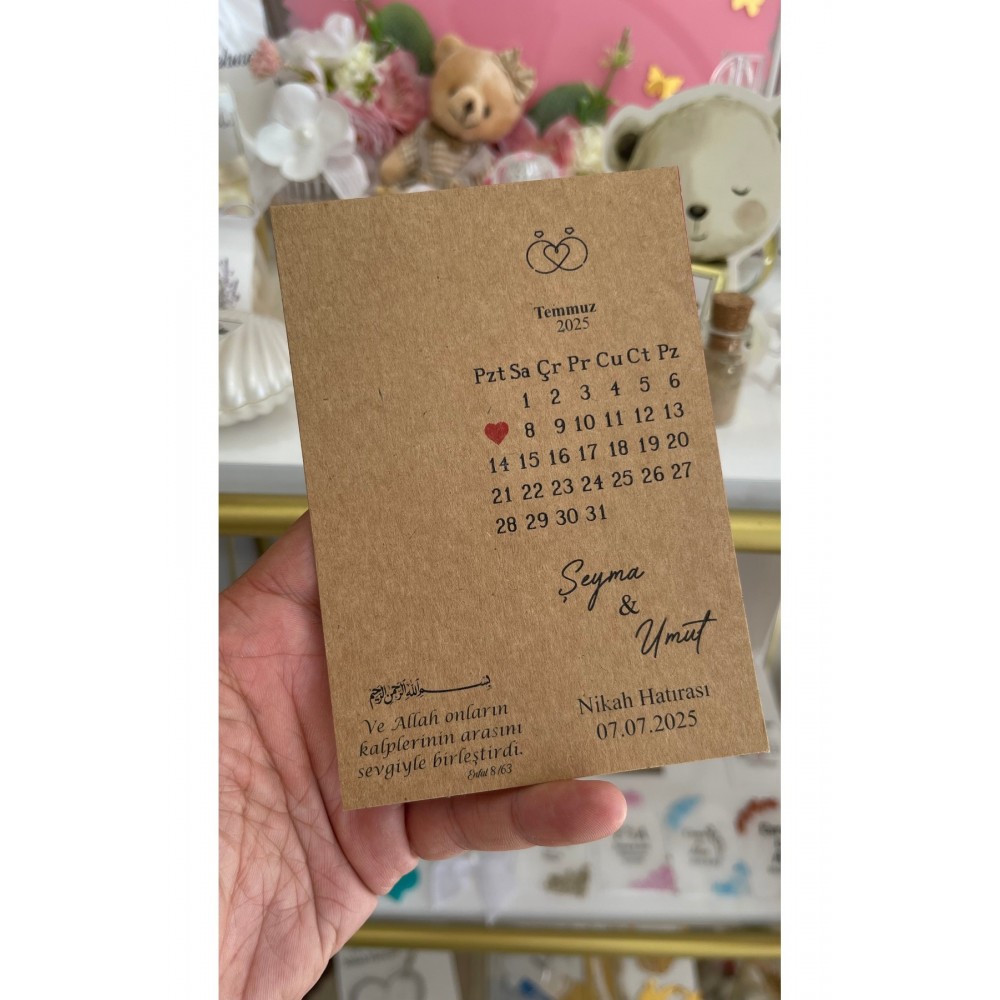 Temmuz
2025
Pzt Sa Çr Pr Cu Ct Pz
1 2 3 4 5 6
8 9 10 11 12 13
14 15 16 17 18 19 20
21 22 23 24 25 26 27
28 29 30 31
Şeyma
&
Umut
Nikah Hatırası
07.07.2025
بسم الله الرحمن الرحيم
Ve Allah onların
kalplerinin arasını
sevgiyle birleştirdi.
Enfal 8/63